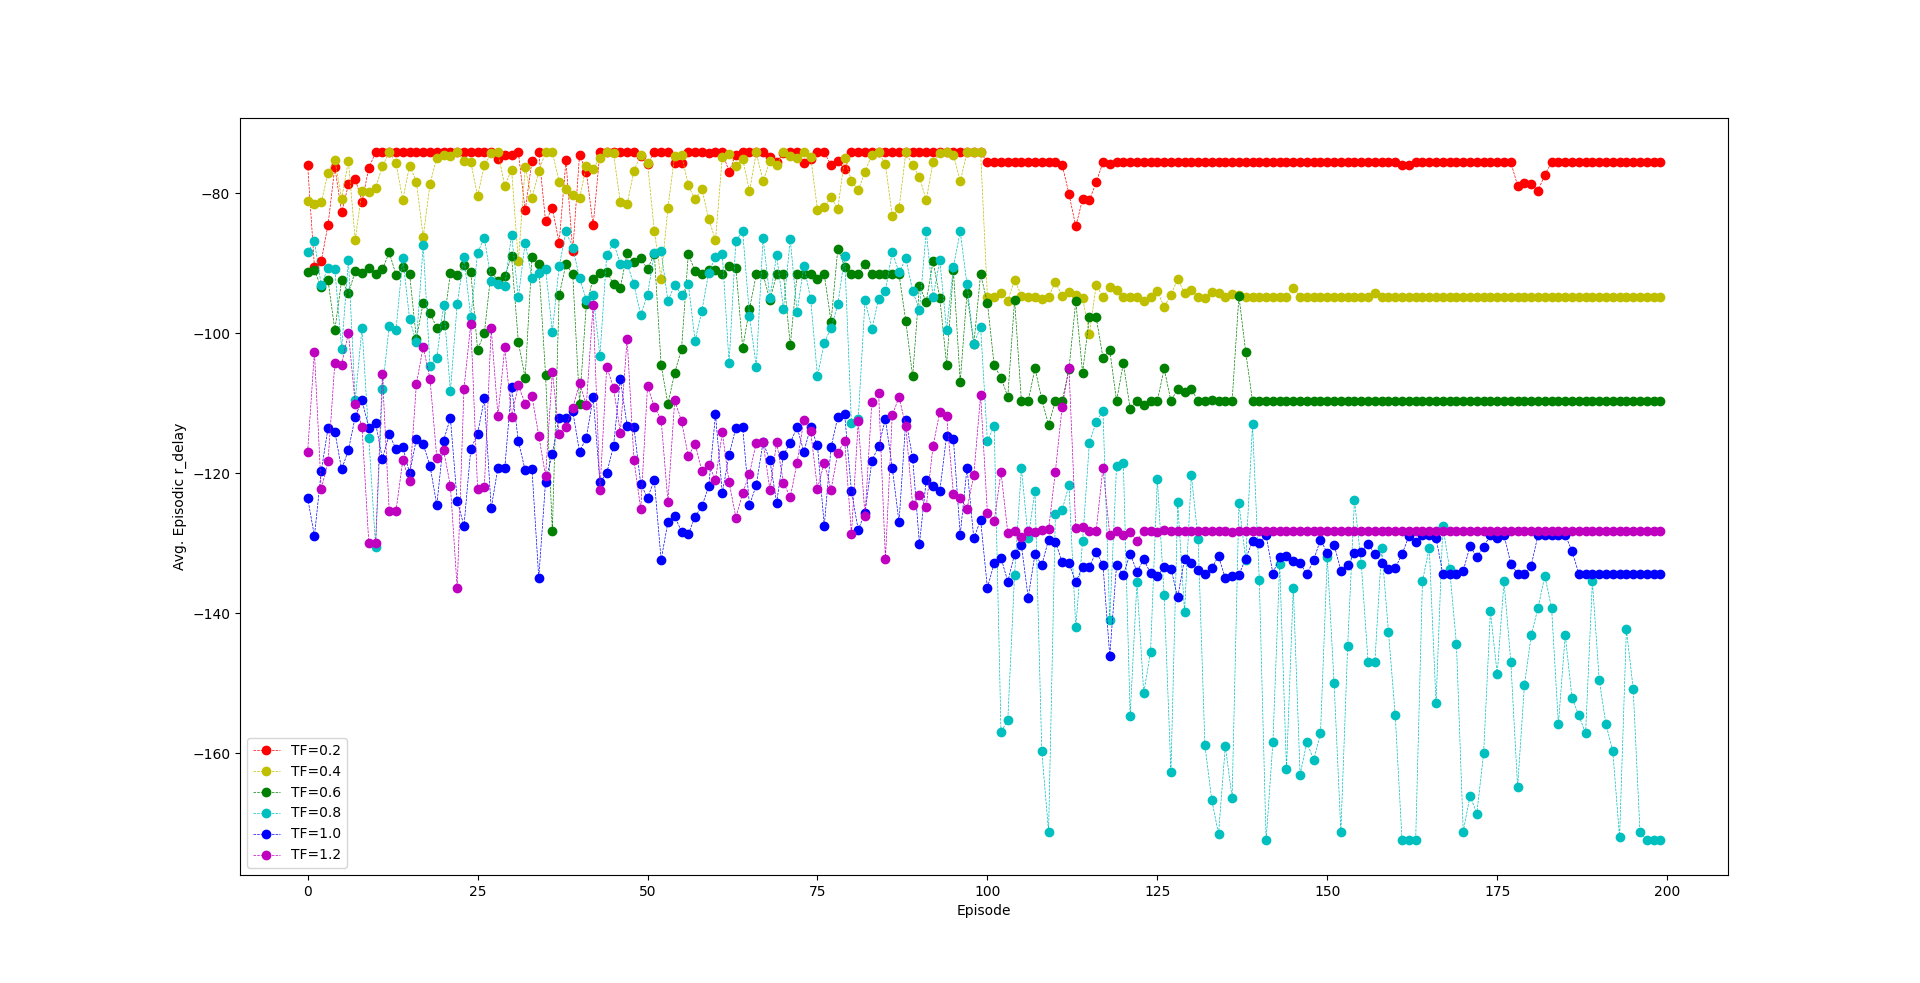 Avg. Episodic r_delay
−80
−100
−120
−140
−160
TF=0.2
TF=0.4
TF=0.6
TF=0.8
TF=1.0
TF=1.2
0 25 50 75 100 125 150 175 200
Episode